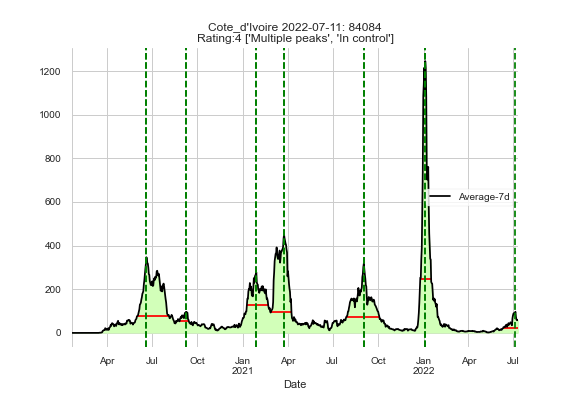 Cote_d'Ivoire 2022-07-11: 84084
Rating:4 ['Multiple peaks', 'In control']
1200
1000
800
600
400
200
0
Average-7d
Apr Jul Oct Jan Apr Jul Oct Jan Apr Jul
2021 2022
Date